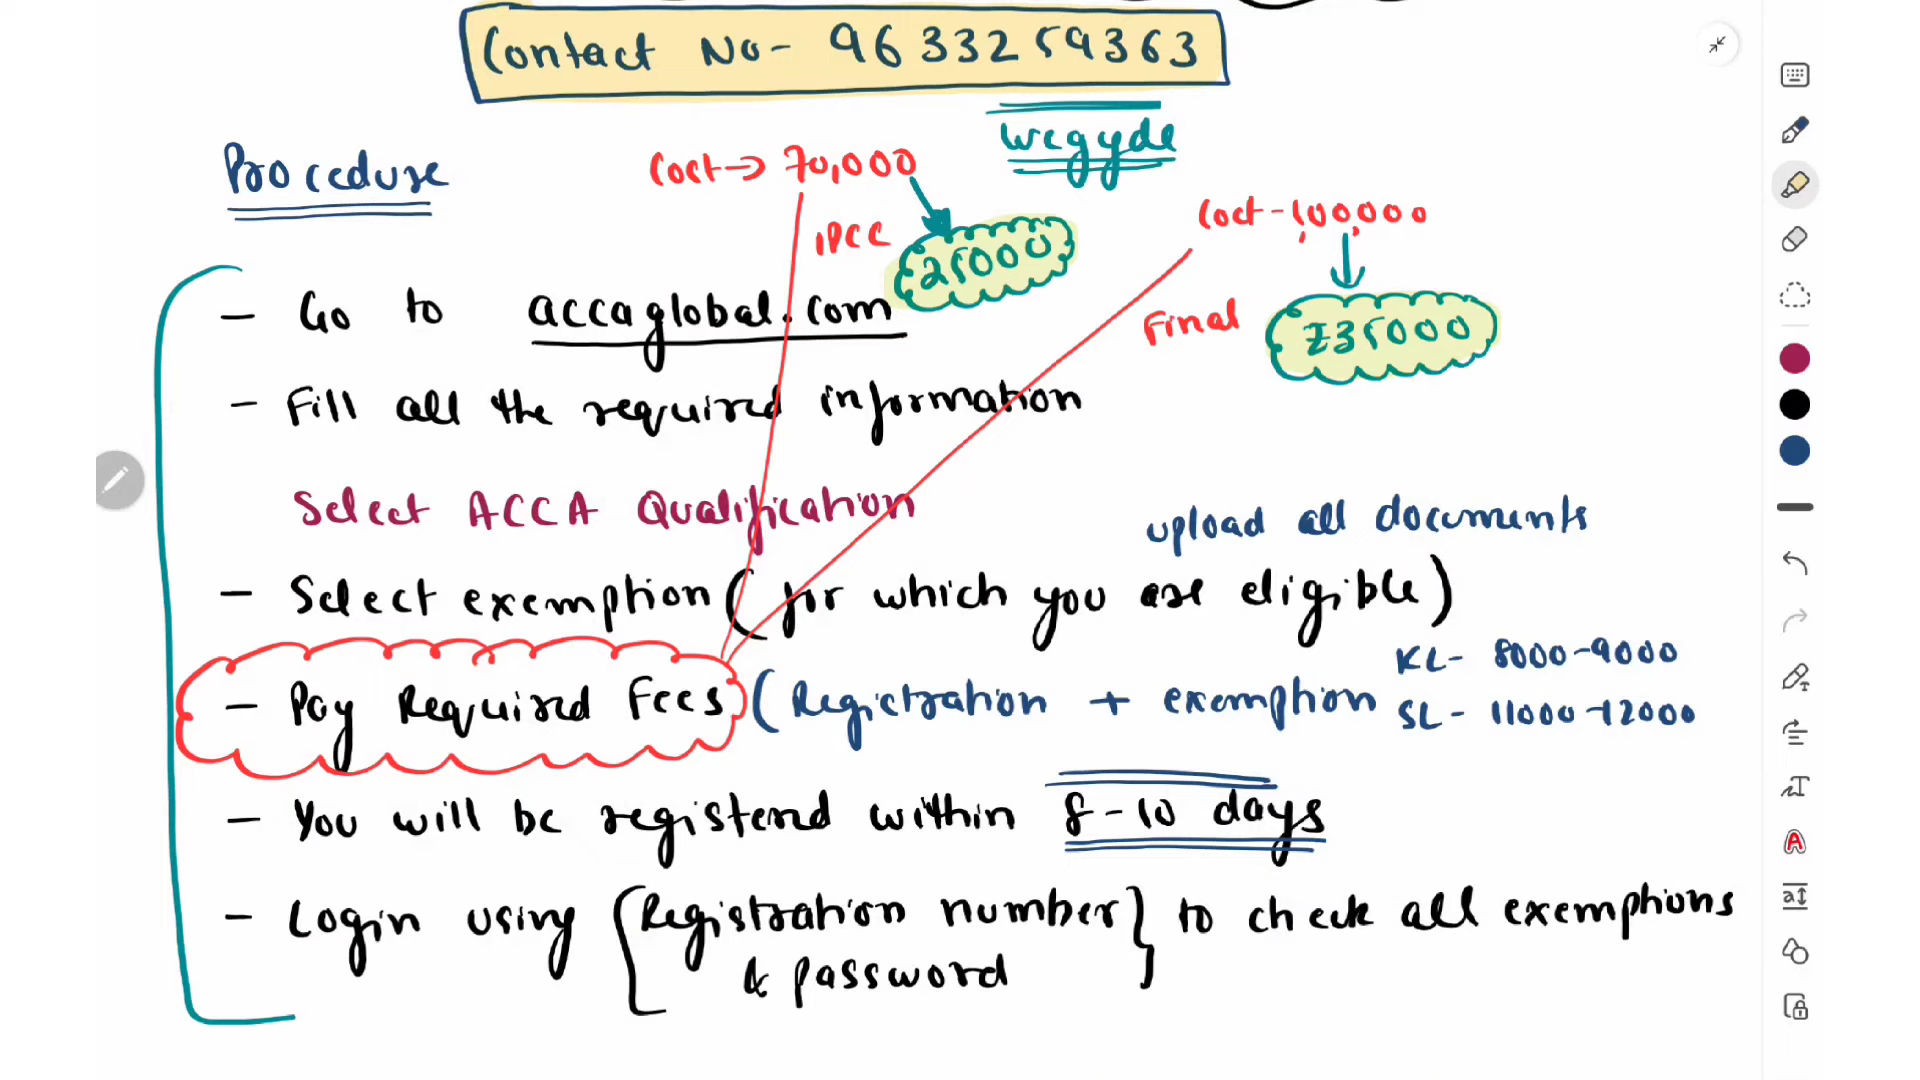 Contact No- 9633259363
wegyde
Procedure
Cost → 70,000
IPCC
25000
Cost - 1,00,000
Final
₹35000
- Go to accaglobal.com
- Fill all the required information
Select ACCA Qualification
upload all documents
- Select exemption (for which you are eligible)
- Pay Required Fees (Registration + exemption
KL- 8000-9000
SL- 11000-12000
- You will be registered within 8-10 days
- Login using {Registration number & password} to check all exemptions